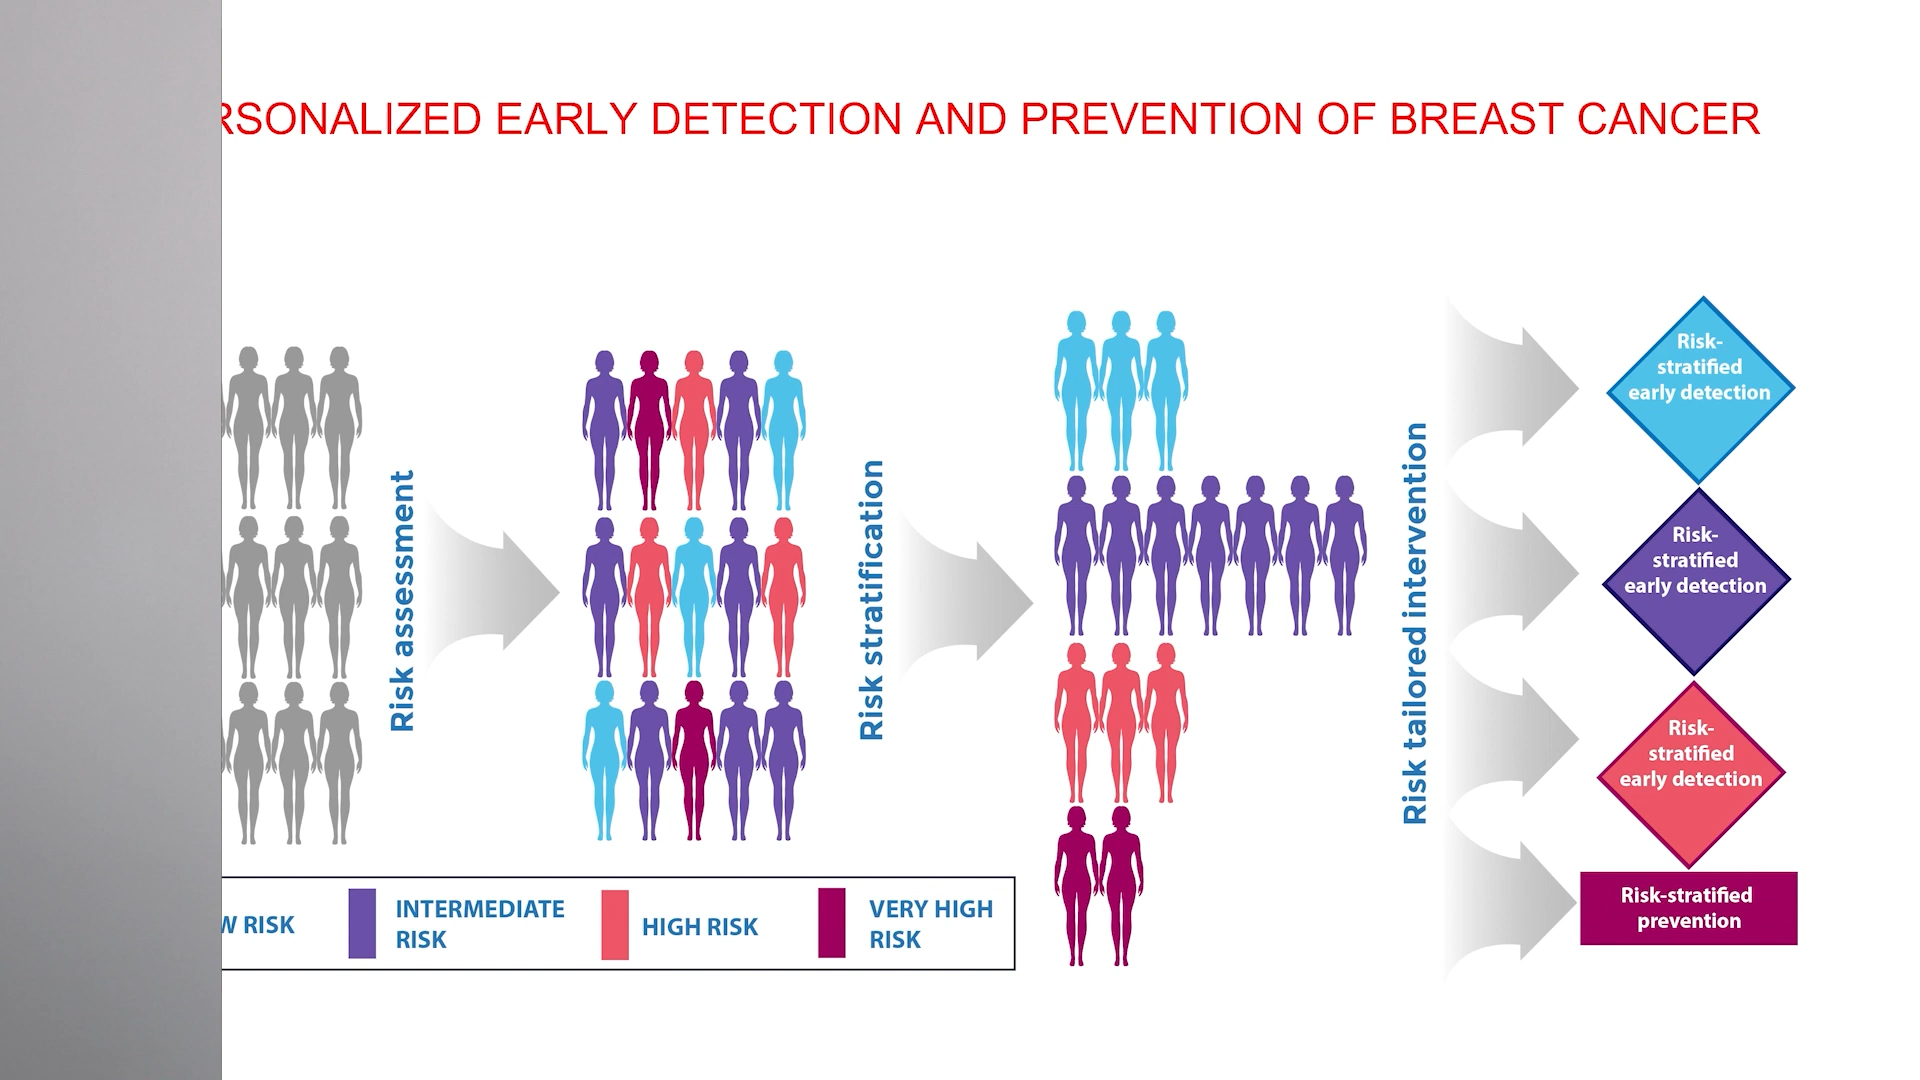 RSONALIZED EARLY DETECTION AND PREVENTION OF BREAST CANCER
Risk assessment
Risk stratification
Risk tailored intervention
Risk-
stratified
early detection
Risk-
stratified
early detection
Risk-
stratified
early detection
Risk-stratified
prevention
W RISK
INTERMEDIATE
RISK
HIGH RISK
VERY HIGH
RISK